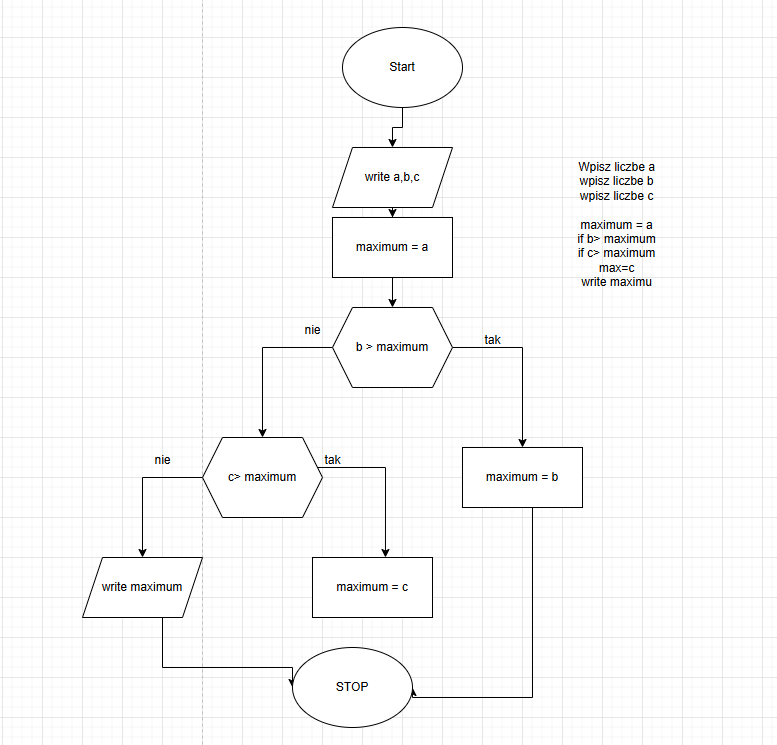 Start
write a,b,c
maximum = a
Wpisz liczbe a
wpisz liczbe b
wpisz liczbe c
maximum = a
if b> maximum
if c> maximum
max=c
write maximu
b > maximum
nie
tak
c> maximum
nie
tak
maximum = b
write maximum
maximum = c
STOP